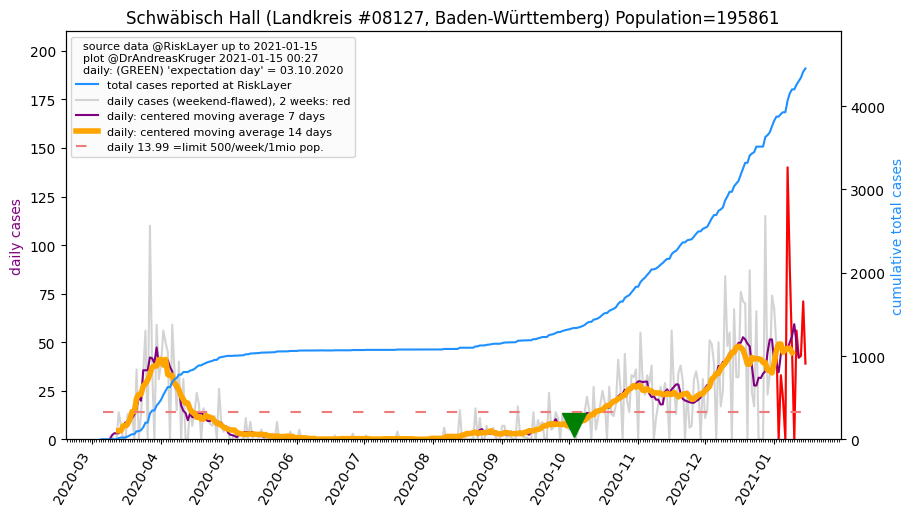 Schwäbisch Hall (Landkreis #08127, Baden-Württemberg) Population=195861
source data @RiskLayer up to 2021-01-15
plot @DrAndreasKruger 2021-01-15 00:27
daily: (GREEN) 'expectation day' = 03.10.2020
total cases reported at RiskLayer
daily cases (weekend-flawed), 2 weeks: red
daily: centered moving average 7 days
daily: centered moving average 14 days
daily 13.99 =limit 500/week/1mio pop.
daily cases
200
175
150
125
100
75
50
25
0
cumulative total cases
4000
3000
2000
1000
0
2020-03
2020-04
2020-05
2020-06
2020-07
2020-08
2020-09
2020-10
2020-11
2020-12
2021-01